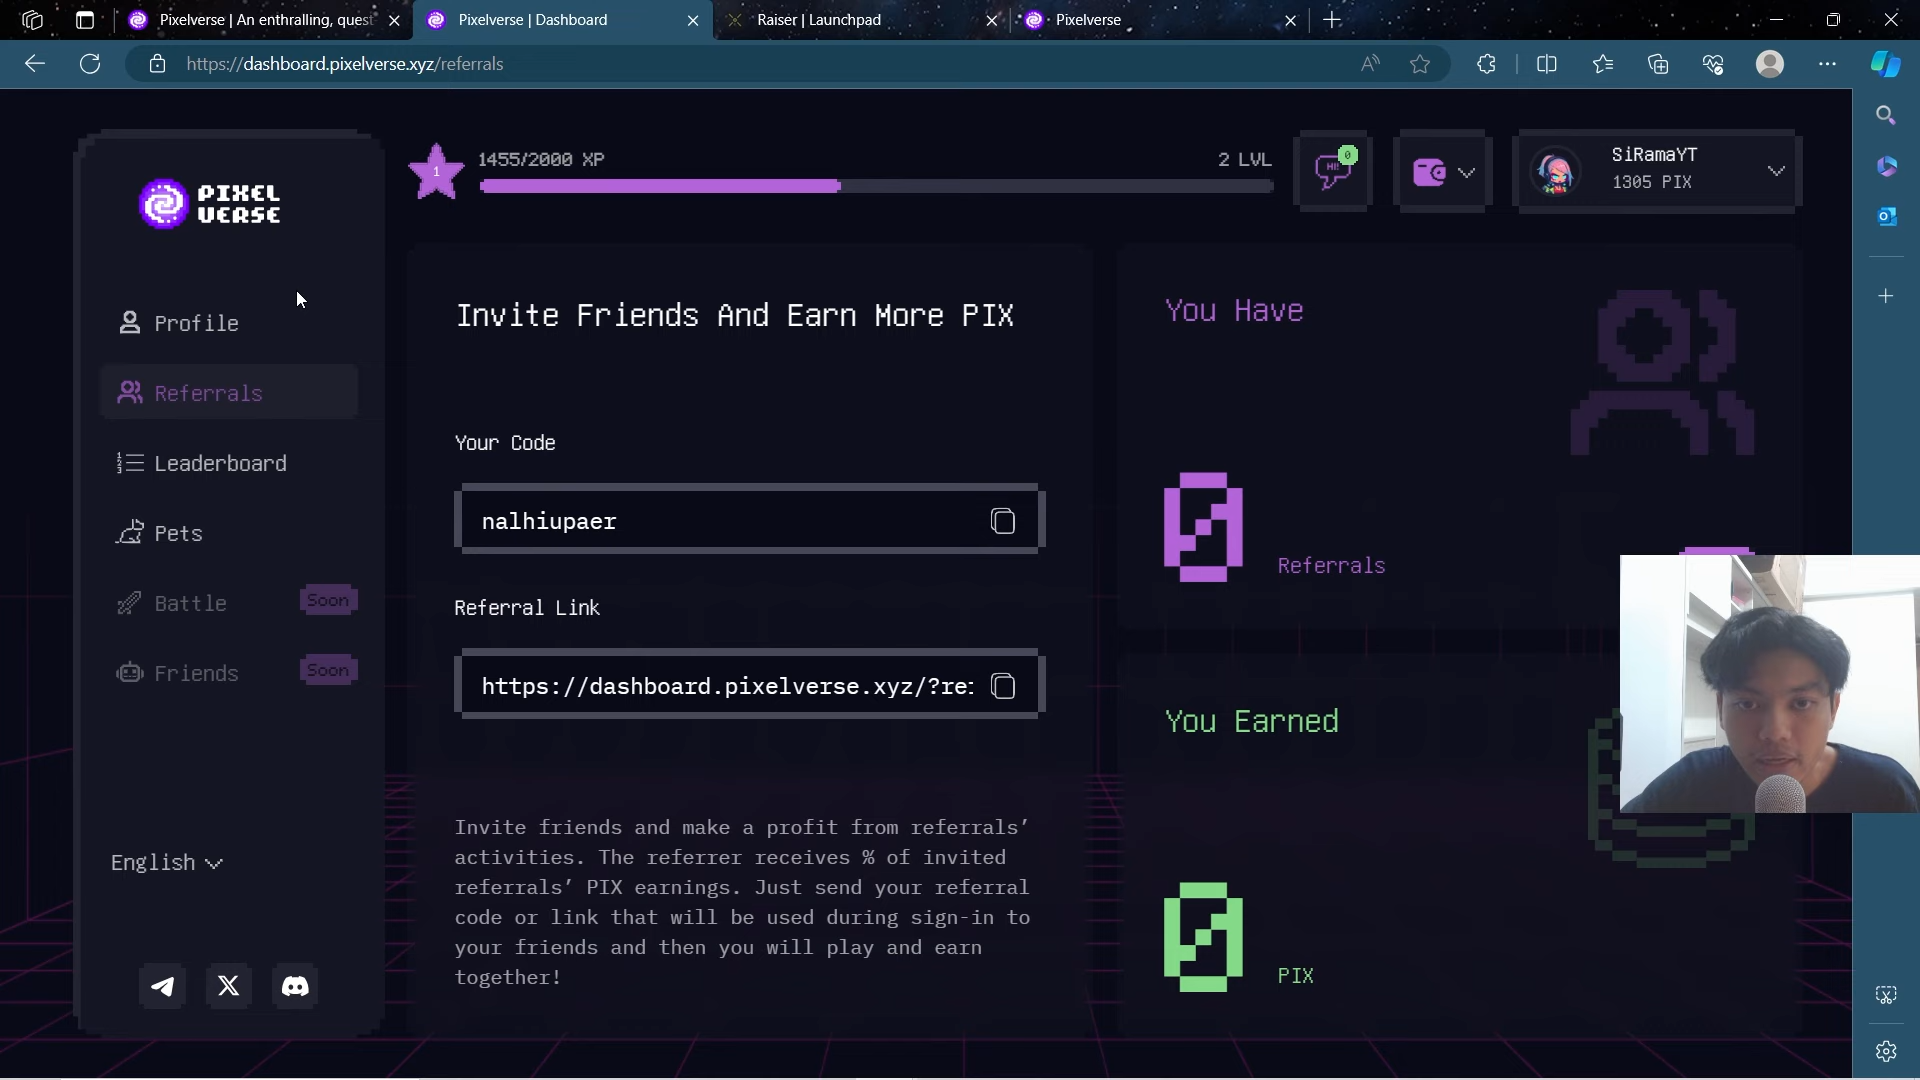 Pixelverse | An enthralling, quest
Pixelverse | Dashboard
Raiser | Launchpad
Pixelverse
https://dashboard.pixelverse.xyz/referrals
PIXEL
VERSE
1
1455/2000 XP
2 LVL
HI!
0
SiRamaYT
1305 PIX
Profile
Referrals
Leaderboard
Pets
Battle
Soon
Friends
Soon
English
Invite Friends And Earn More PIX
Your Code
nalhiupaer
Referral Link
https://dashboard.pixelverse.xyz/?re
Invite friends and make a profit from referrals’
activities. The referrer receives % of invited
referrals’ PIX earnings. Just send your referral
code or link that will be used during sign-in to
your friends and then you will play and earn
together!
You Have
0
Referrals
You Earned
0
PIX